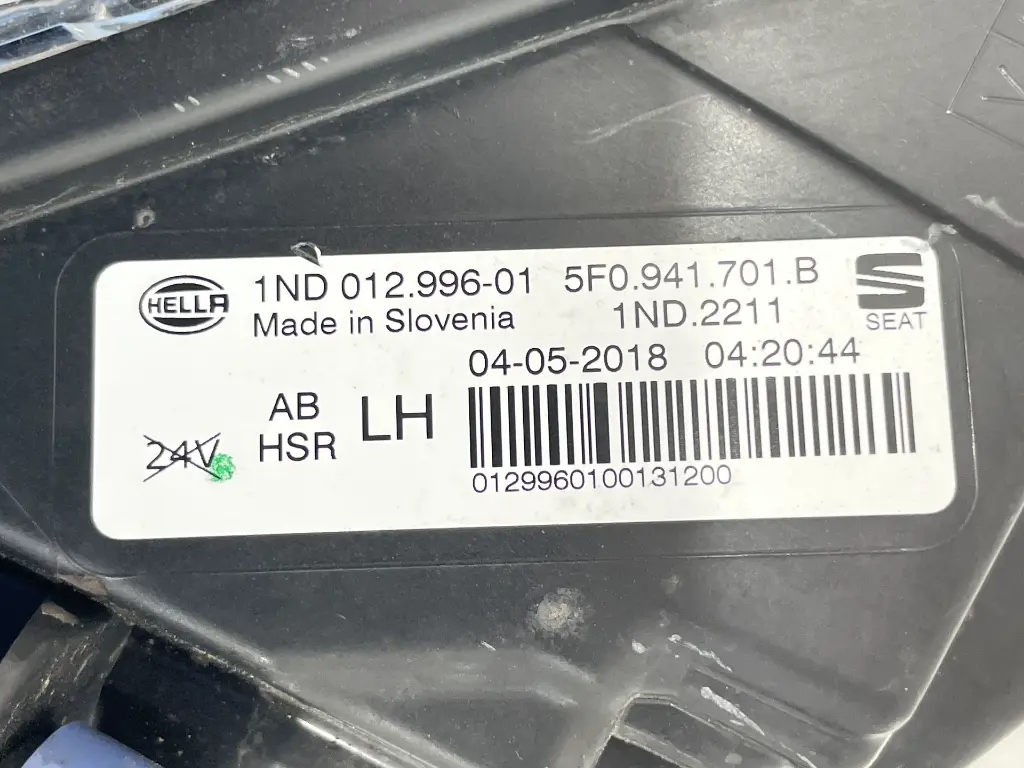 HELLA
1ND 012.996-01 5F0.941.701.B
Made in Slovenia 1ND.2211
SEAT
04-05-2018 04:20:44
AB
HSR
LH
24V
0129960100131200